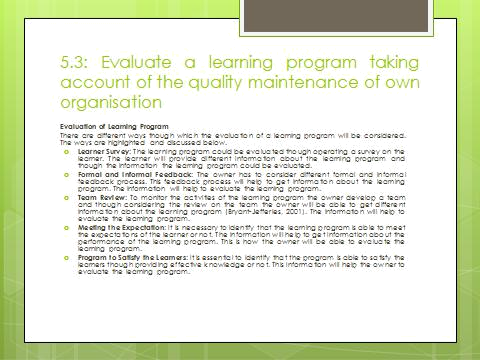 5.3: Evaluate a learning program taking
account of the quality maintenance of own
organisation
Evaluation of Learning Program
There are different ways though which the evaluation of a learning program will be considered.
The ways are highlighted and discussed below.
Learner Survey: The learning program could be evaluated though operating a survey on the
learner. The learner will provide different information about the learning program and
though the information the learning program could be evaluated.
Formal and Informal Feedback: The owner has to consider different formal and informal
feedback process. This process will help to get information about the learning
program. The information will help to evaluate the learning program.
Team Review: To monitor the activities of the learning program the owner develop a team
and though considering the review on the team the owner will be able to get different
information about the learning program (Bryant-Jefferies, 2001). The information will help to
evaluate the learning program.
Meeting the Expectation: It is necessary to identify that the learning program is able to meet
the expectations of the learner or not. The information will help to get information about the
performance of the learning program. This is how the owner will be able to evaluate the
learning program.
Program to Satisfy the Learners: It is essential to identify that the program is able to satisfy the
learners though providing effective knowledge or not. This information will help the owner to
evaluate the learning program.